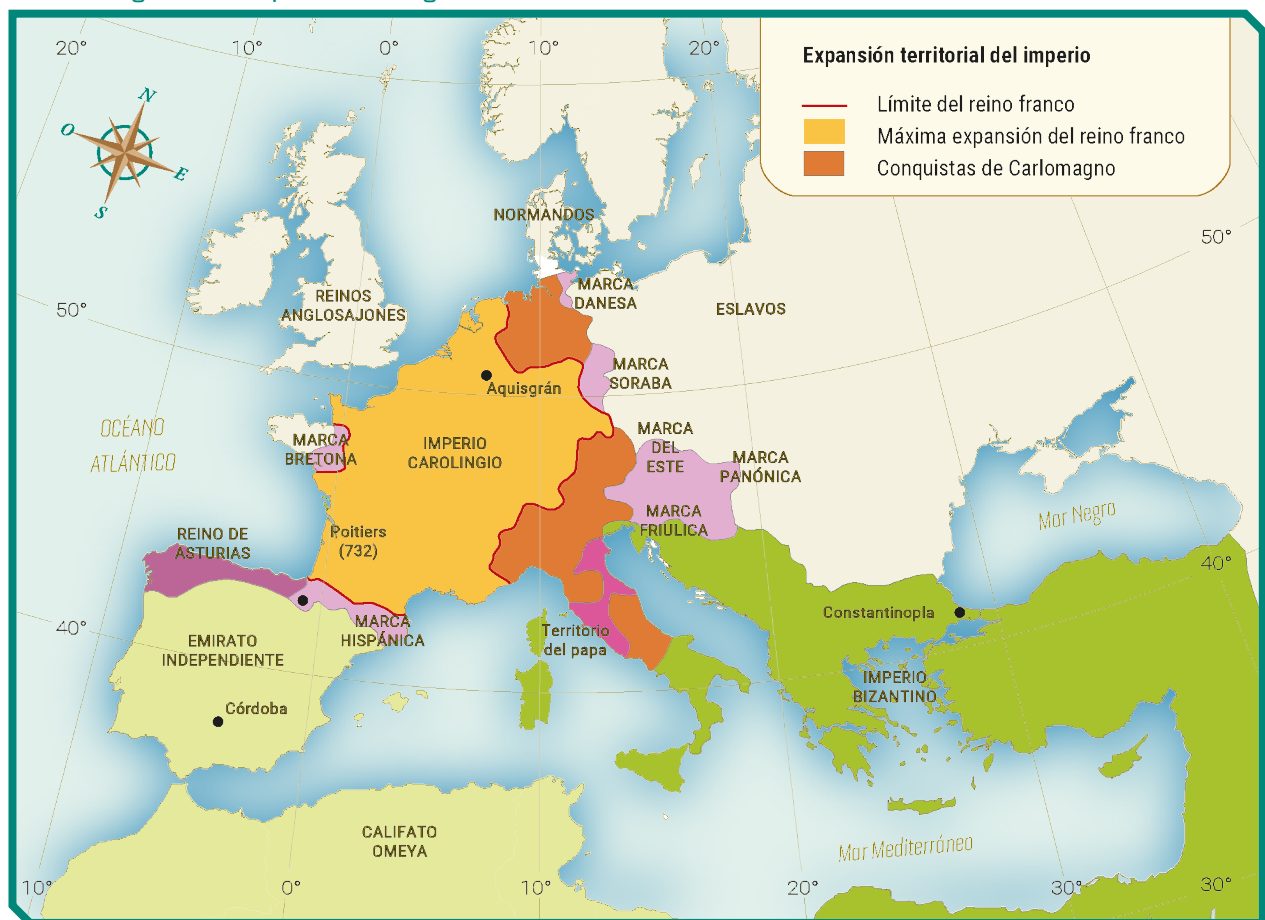 20°
10°
0°
10°
20°
Expansión territorial del imperio
Límite del reino franco
Máxima expansión del reino franco
Conquistas de Carlomagno
N
O
E
S
NORMANDOS
50°
MARCA
DANESA
REINOS
ANGLOSAJONES
50°
ESLAVOS
MARCA
SORABA
Aquisgrán
OCÉANO
ATLÁNTICO
MARCA
BRETONA
IMPERIO
CAROLINGIO
MARCA
DEL
ESTE
MARCA
PANÓNICA
MARCA
FRIULICA
Mar Negro
REINO DE
ASTURIAS
Poitiers
(732)
40°
40°
MARCA
HISPÁNICA
Territorio
del papa
Constantinopla
EMIRATO
INDEPENDIENTE
IMPERIO
BIZANTINO
Córdoba
CALIFATO
OMEYA
Mar Mediterráneo
10°
0°
10°
20°
30°
30°